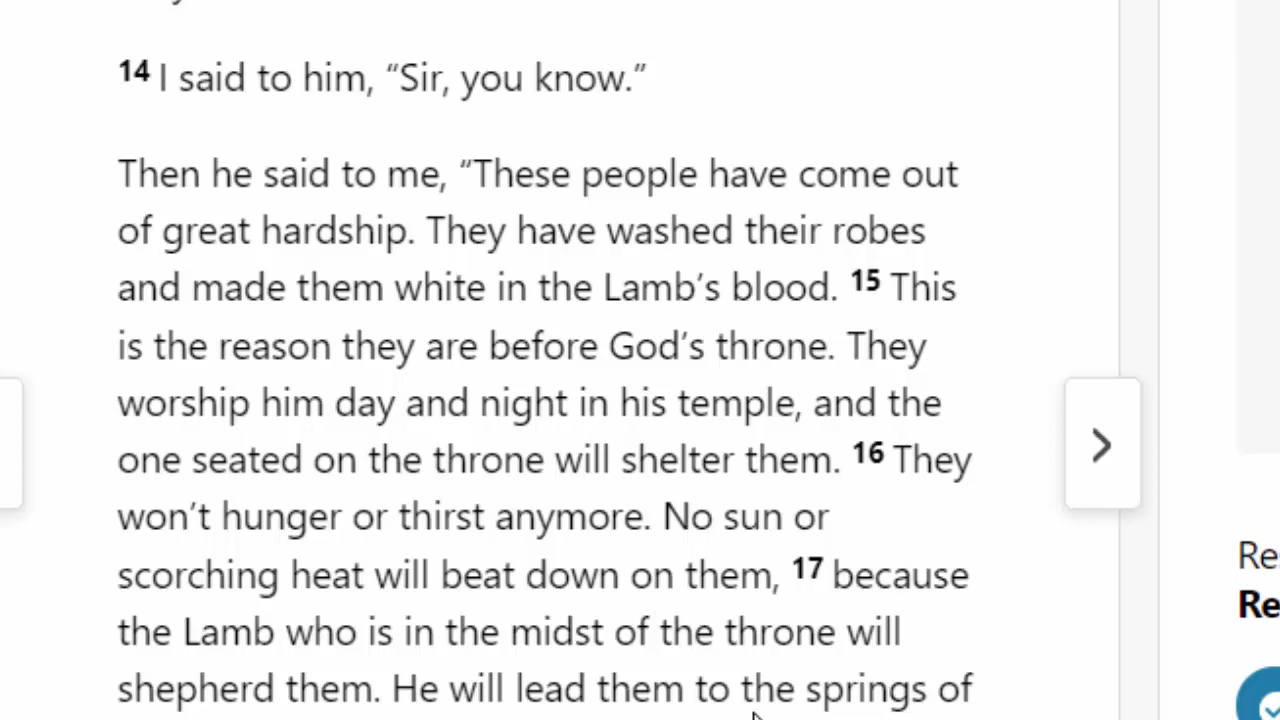 14 I said to him, “Sir, you know.”
Then he said to me, “These people have come out
of great hardship. They have washed their robes
and made them white in the Lamb’s blood. 15 This
is the reason they are before God’s throne. They
worship him day and night in his temple, and the
one seated on the throne will shelter them. 16 They
won’t hunger or thirst anymore. No sun or
scorching heat will beat down on them, 17 because
the Lamb who is in the midst of the throne will
shepherd them. He will lead them to the springs of